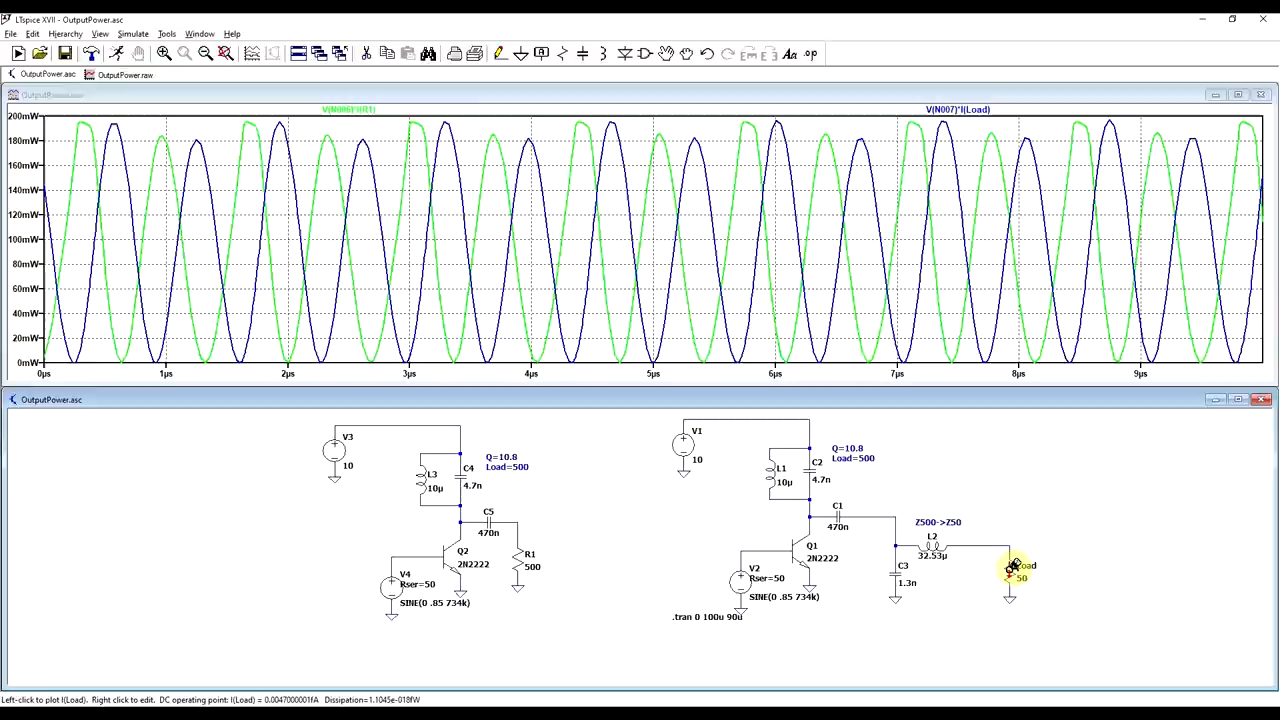 LTspice XVII - OutputPower.asc
File Edit Hierarchy View Simulate Tools Window Help
OutputPower.asc OutputPower.raw
V(N006)*I(R1) V(N007)*I(Load)
200mW
180mW
160mW
140mW
120mW
100mW
80mW
60mW
40mW
20mW
0mW
0µs 1µs 2µs 3µs 4µs 5µs 6µs 7µs 8µs 9µs
OutputPower.asc
V3
10
Q=10.8
Load=500
L3
10µ
C4
4.7n
C5
470n
Q2
2N2222
R1
500
V4
Rser=50
SINE(0 .85 734k)
V1
10
Q=10.8
Load=500
L1
10µ
C2
4.7n
C1
470n
Z500->Z50
L2
32.53µ
Q1
2N2222
C3
1.3n
50
V2
Rser=50
SINE(0 .85 734k)
.tran 0 100u 90u
Left-click to plot I(Load). Right click to edit. DC operating point: I(Load) = 0.0047000001fA Dissipation=1.1045e-018fW